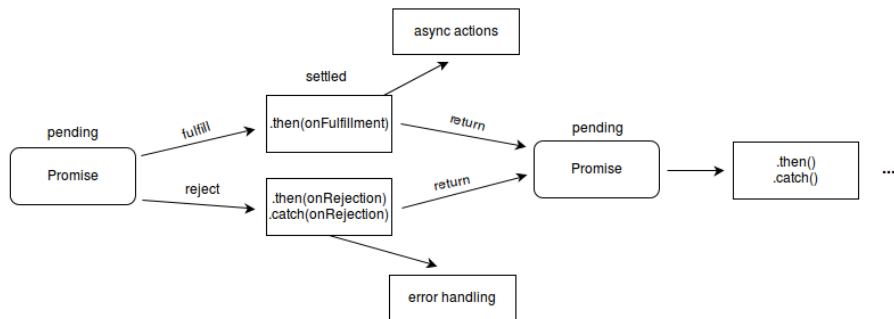 async actions
settled
.then(onFulfillment)
pending
fulfill
return
pending
Promise
reject
.then(onRejection)
.catch(onRejection)
return
Promise
.then()
.catch()
...
error handling